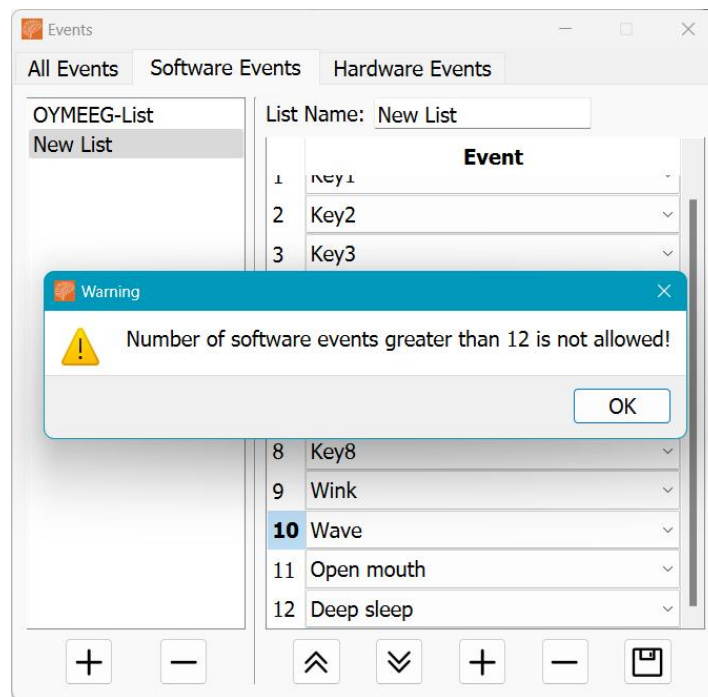 Events
All Events Software Events Hardware Events
OYMEEG-List
New List
List Name: New List
Event
1 Key1
2 Key2
3 Key3
Warning
Number of software events greater than 12 is not allowed!
OK
8 Key8
9 Wink
10 Wave
11 Open mouth
12 Deep sleep